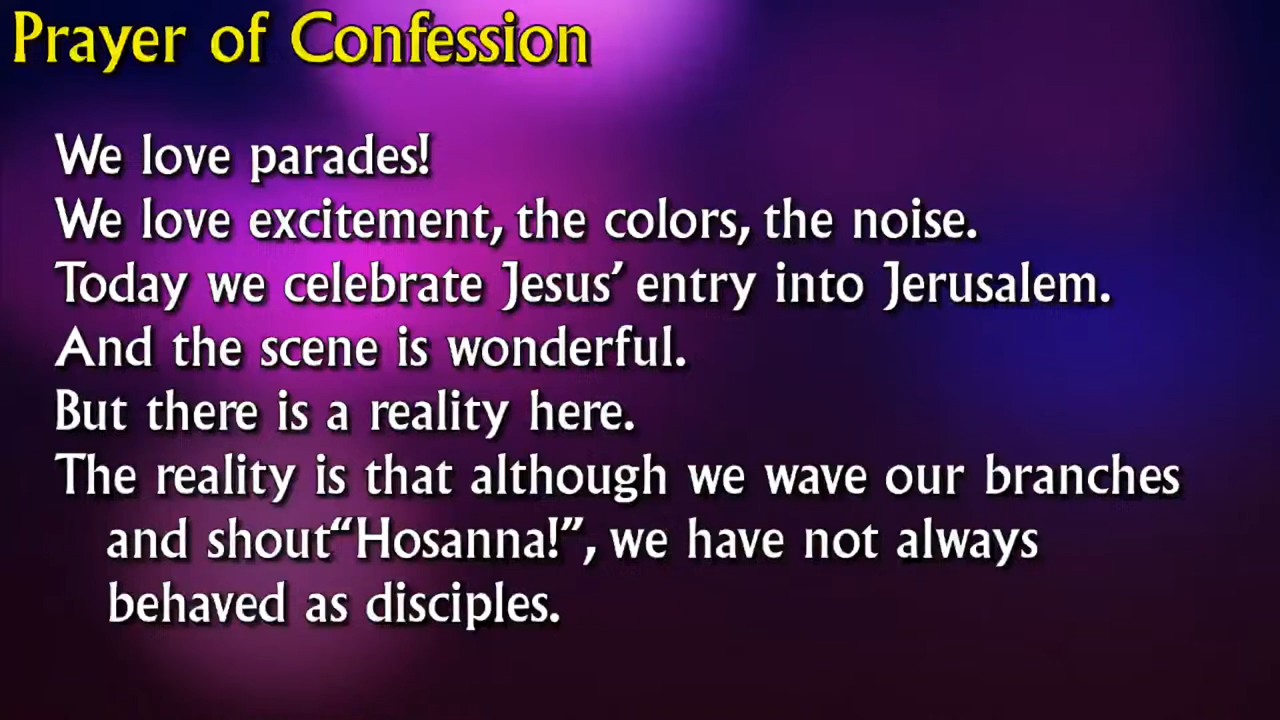 Prayer of Confession
We love parades!
We love excitement, the colors, the noise.
Today we celebrate Jesus’ entry into Jerusalem.
And the scene is wonderful.
But there is a reality here.
The reality is that although we wave our branches
and shout“Hosanna!”, we have not always
behaved as disciples.